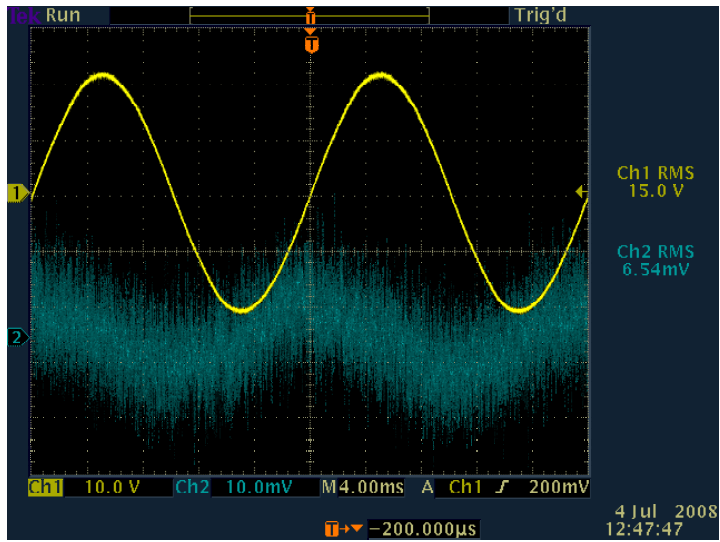 Ink Run T Trig'd
T
1
Ch1 RMS
15.0 V
Ch2 RMS
6.54mV
2
Ch1 10.0 V Ch2 10.0mV M4.00ms A Ch1 200mV
4 Jul 2008
T -200.000µs 12:47:47